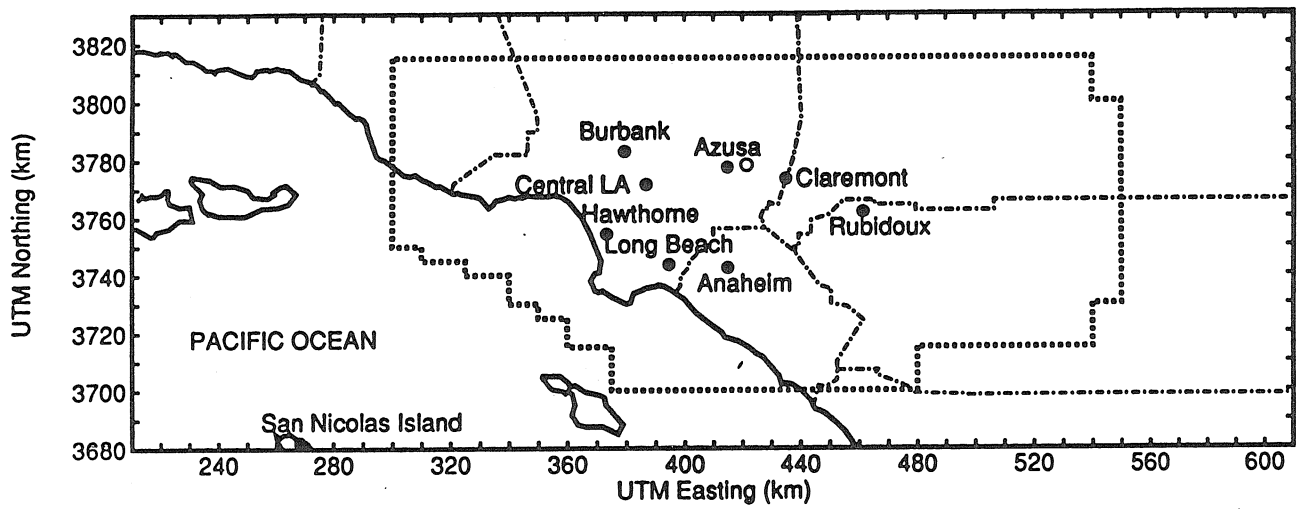 3820
3800
3780
3760
3740
3720
3700
3680
UTM Northing (km)
Burbank
Azusa
Central LA
Claremont
Hawthorne
Rubidoux
Long Beach
Anaheim
PACIFIC OCEAN
San Nicolas Island
240 280 320 360 400 440 480 520 560 600
UTM Easting (km)